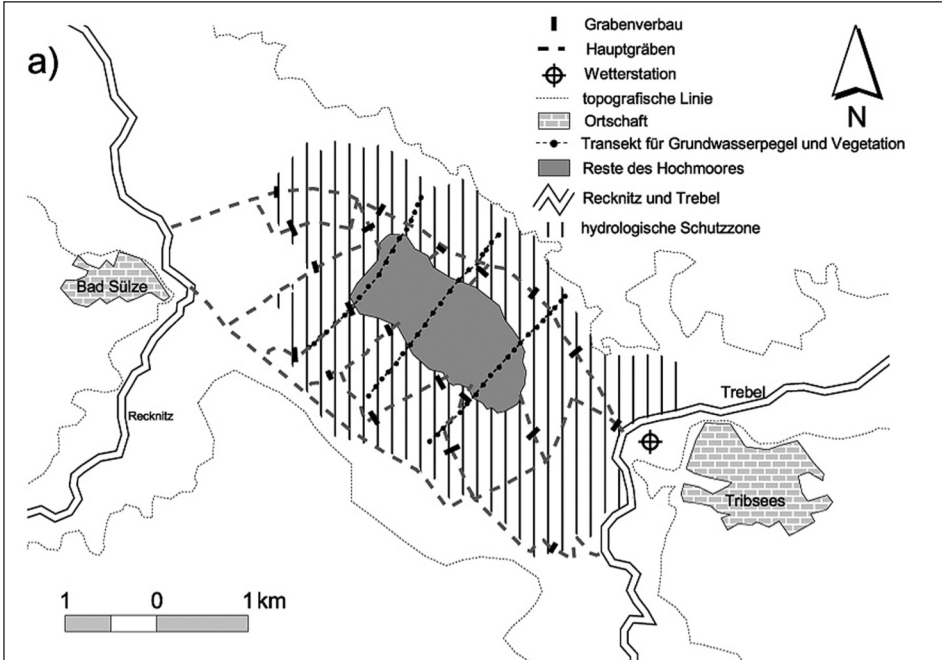 a)
Grabenverbau
Hauptgräben
Wetterstation
topografische Linie
Ortschaft
Transekt für Grundwasserpegel und Vegetation
Reste des Hochmoores
Recknitz und Trebel
hydrologische Schutzzone
N
Bad Sülze
Recknitz
Trebel
Tribsees
1 0 1 km